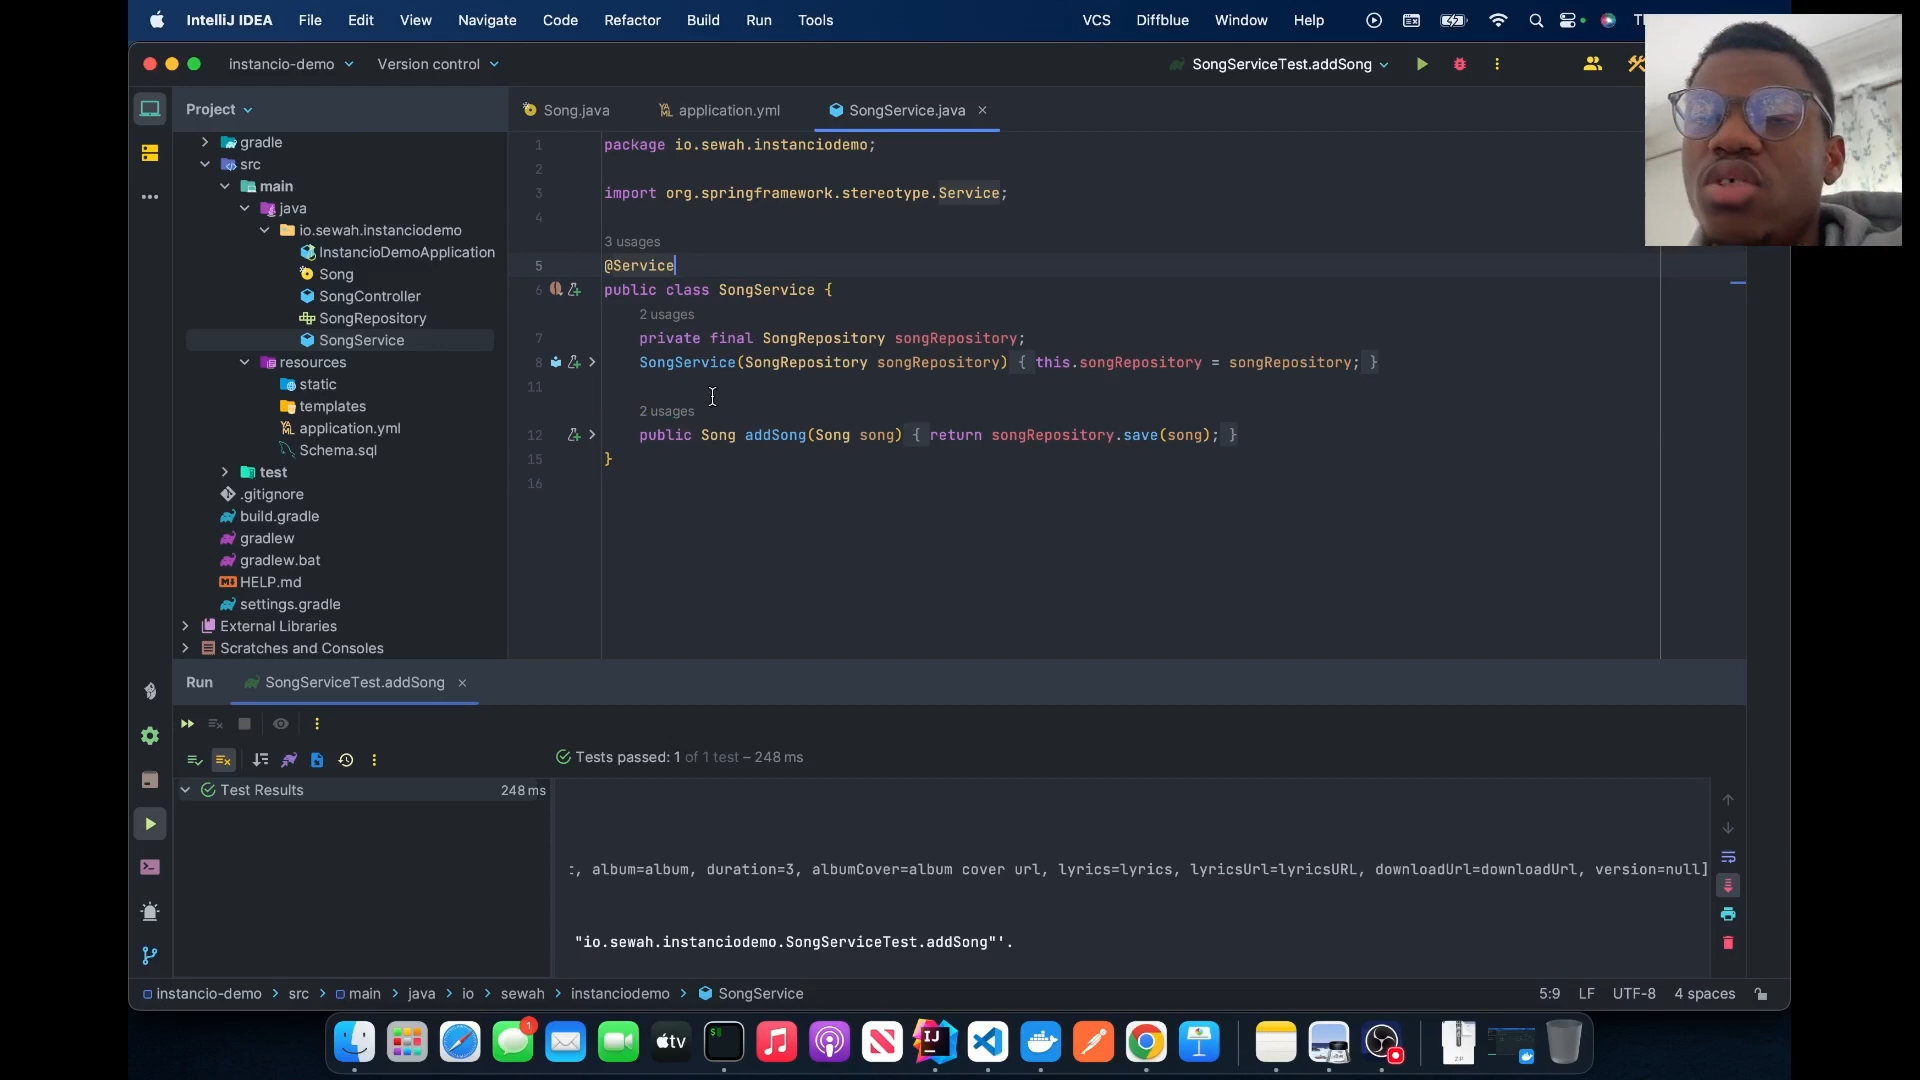 IntelliJ IDEA File Edit View Navigate Code Refactor Build Run Tools VCS Diffblue Window Help
instancio-demo Version control SongServiceTest.addSong
Project
Song.java application.yml SongService.java
gradle
src
main
java
io.sewah.instanciodemo
InstancioDemoApplication
Song
SongController
SongRepository
SongService
resources
static
templates
application.yml
Schema.sql
test
.gitignore
build.gradle
gradlew
gradlew.bat
HELP.md
settings.gradle
External Libraries
Scratches and Consoles
1 package io.sewah.instanciodemo;
2
3 import org.springframework.stereotype.Service;
4
3 usages
5 @Service
6 public class SongService {
2 usages
7 private final SongRepository songRepository;
8 SongService(SongRepository songRepository) { this.songRepository = songRepository; }
11
2 usages
12 public Song addSong(Song song) { return songRepository.save(song); }
15 }
16
Run SongServiceTest.addSong
Tests passed: 1 of 1 test – 248 ms
Test Results 248 ms
, album=album, duration=3, albumCover=album cover url, lyrics=lyrics, lyricsUrl=lyricsURL, downloadUrl=downloadUrl, version=null]
"io.sewah.instanciodemo.SongServiceTest.addSong"'.
instancio-demo > src > main > java > io > sewah > instanciodemo > SongService
5:9 LF UTF-8 4 spaces
1
tv
$
IJ